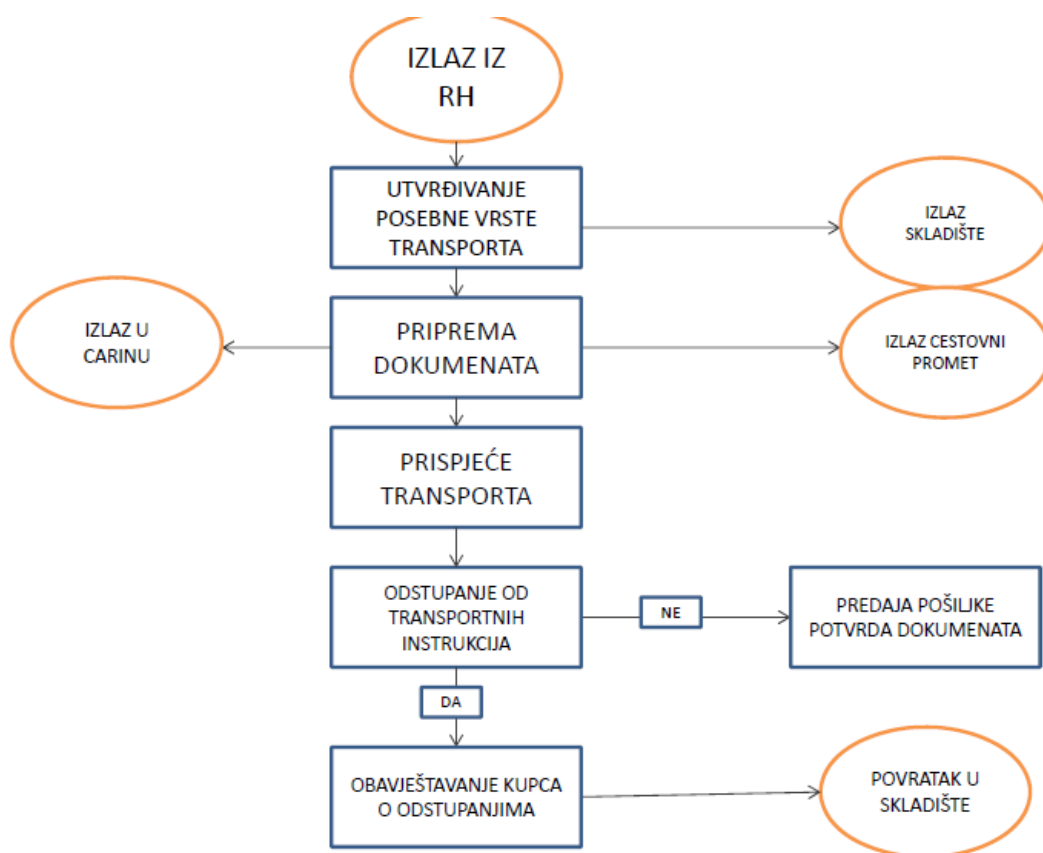 IZLAZ IZ
RH
UTVRĐIVANJE
POSEBNE VRSTE
TRANSPORTA
IZLAZ
SKLADIŠTE
IZLAZ U
CARINU
PRIPREMA
DOKUMENATA
IZLAZ CESTOVNI
PROMET
PRISPJEĆE
TRANSPORTA
ODSTUPANJE OD
TRANSPORTNIH
INSTRUKCIJA
NE
PREDAJA POŠILJKE
POTVRDA DOKUMENATA
DA
OBAVJEŠTAVANJE KUPCA
O ODSTUPANJIMA
POVRATAK U
SKLADIŠTE